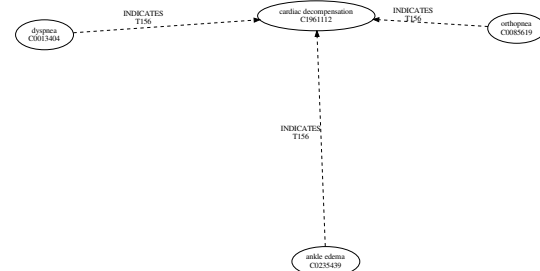 cardiac decompensation
C1961112
INDICATES
T156
INDICATES
T156
dyspnea
C0013404
orthopnea
C0085619
INDICATES
T156
ankle edema
C0235439